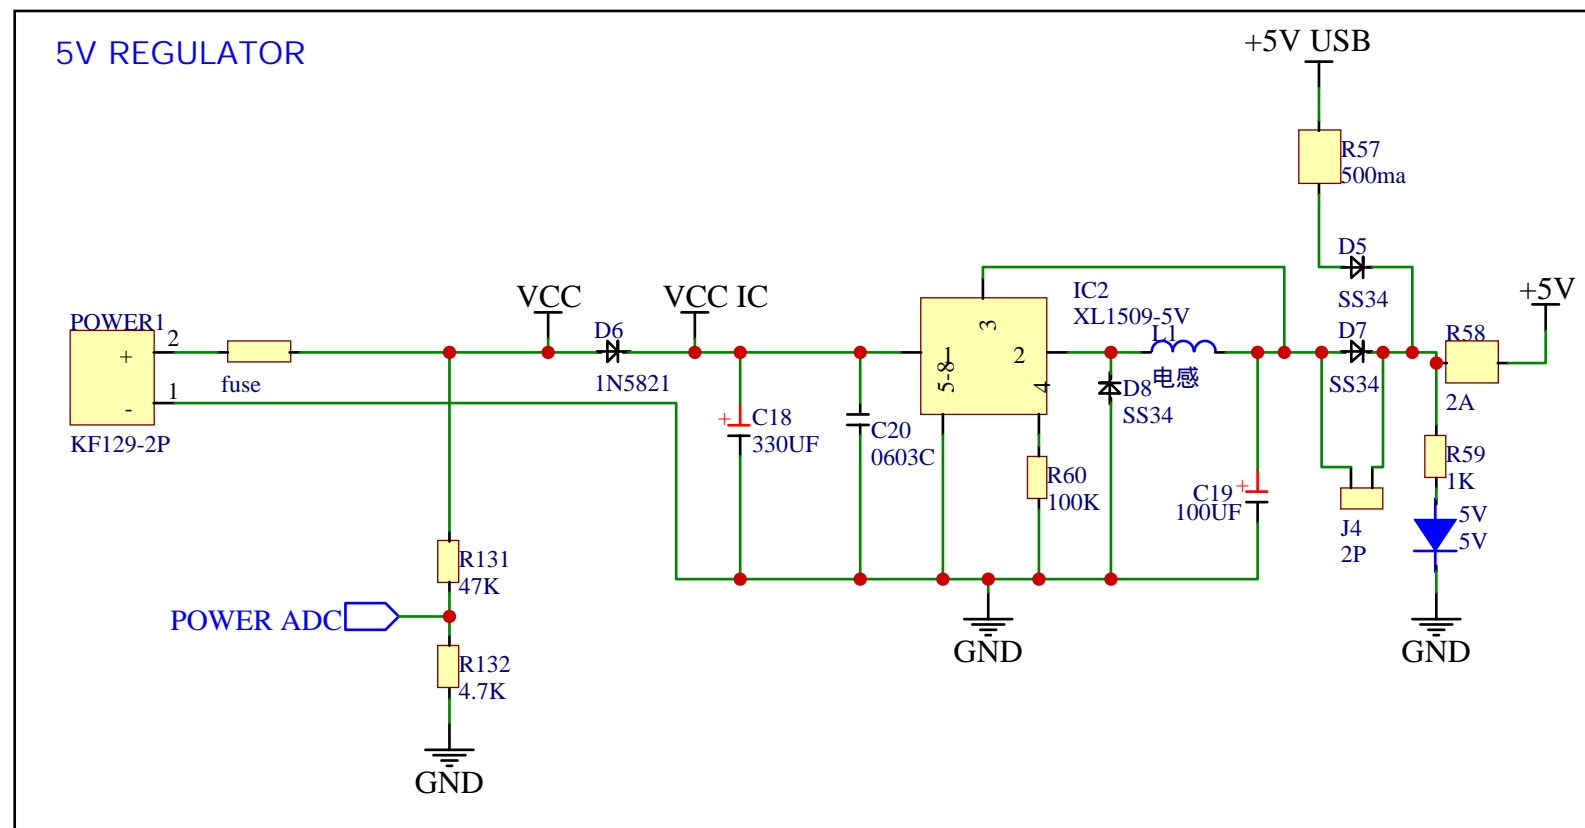 5V REGULATOR
+5V USB
R57
500ma
D5
SS34
+5V
VCC
VCC IC
IC2
XL1509-5V
POWER1
2
+
1
-
KF129-2P
fuse
D6
1N5821
3
1
2
5-8
4
L1
电感
D7
SS34
R58
2A
D8
SS34
C18
+
330UF
C20
0603C
R60
100K
C19
+
100UF
J4
2P
R59
1K
5V
5V
R131
47K
POWER ADC
R132
4.7K
GND
GND
GND